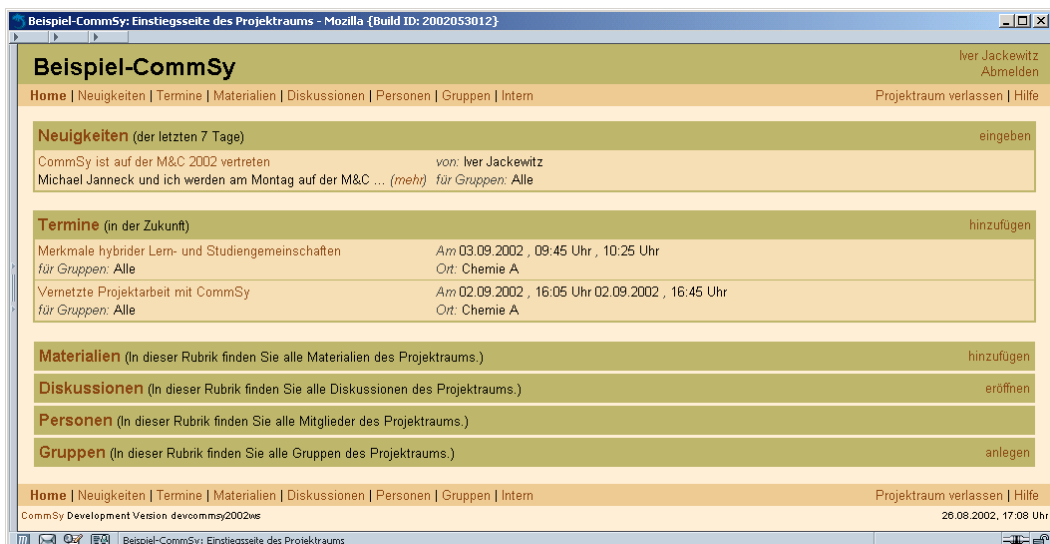 Beispiel-CommSy: Einstiegsseite des Projektraums - Mozilla {Build ID: 2002053012}
Beispiel-CommSy
Iver Jackewitz
Abmelden
Home | Neuigkeiten | Termine | Materialien | Diskussionen | Personen | Gruppen | Intern Projektraum verlassen | Hilfe
Neuigkeiten (der letzten 7 Tage) eingeben
CommSy ist auf der M&C 2002 vertreten von: Iver Jackewitz
Michael Janneck und ich werden am Montag auf der M&C ... (mehr) für Gruppen: Alle
Termine (in der Zukunft) hinzufügen
Merkmale hybrider Lern- und Studiengemeinschaften Am 03.09.2002 , 09:45 Uhr , 10:25 Uhr
für Gruppen: Alle Ort: Chemie A
Vernetzte Projektarbeit mit CommSy Am 02.09.2002 , 16:05 Uhr 02.09.2002 , 16:45 Uhr
für Gruppen: Alle Ort: Chemie A
Materialien (In dieser Rubrik finden Sie alle Materialien des Projektraums.) hinzufügen
Diskussionen (In dieser Rubrik finden Sie alle Diskussionen des Projektraums.) eröffnen
Personen (In dieser Rubrik finden Sie alle Mitglieder des Projektraums.)
Gruppen (In dieser Rubrik finden Sie alle Gruppen des Projektraums.) anlegen
Home | Neuigkeiten | Termine | Materialien | Diskussionen | Personen | Gruppen | Intern Projektraum verlassen | Hilfe
CommSy Development Version devcommsy2002ws 26.08.2002, 17:08 Uhr
Beispiel-CommSy: Einstiegsseite des Projektraums